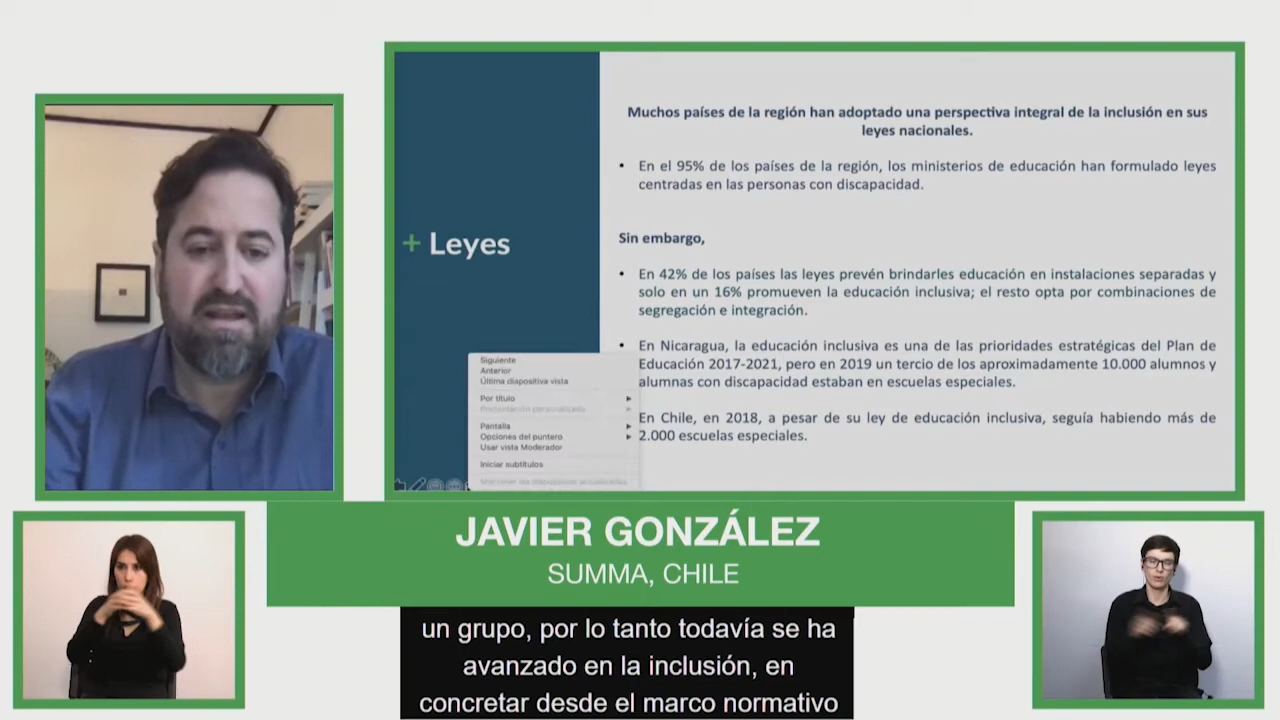 Muchos países de la región han adoptado una perspectiva integral de la inclusión en sus
leyes nacionales.
• En el 95% de los países de la región, los ministerios de educación han formulado leyes
centradas en las personas con discapacidad.
+ Leyes
Sin embargo,
• En 42% de los países las leyes prevén brindarles educación en instalaciones separadas y
solo en un 16% promueven la educación inclusiva; el resto opta por combinaciones de
segregación e integración.
• En Nicaragua, la educación inclusiva es una de las prioridades estratégicas del Plan de
Educación 2017-2021, pero en 2019 un tercio de los aproximadamente 10.000 alumnos y
alumnas con discapacidad estaban en escuelas especiales.
En Chile, en 2018, a pesar de su ley de educación inclusiva, seguía habiendo más de
2.000 escuelas especiales.
Siguiente
Anterior
Última diapositiva vista
Por título
Presentación personalizada
Pantalla
Opciones del puntero
Usar vista Moderador
Iniciar subtítulos
JAVIER GONZÁLEZ
SUMMA, CHILE
un grupo, por lo tanto todavía se ha
avanzado en la inclusión, en
concretar desde el marco normativo